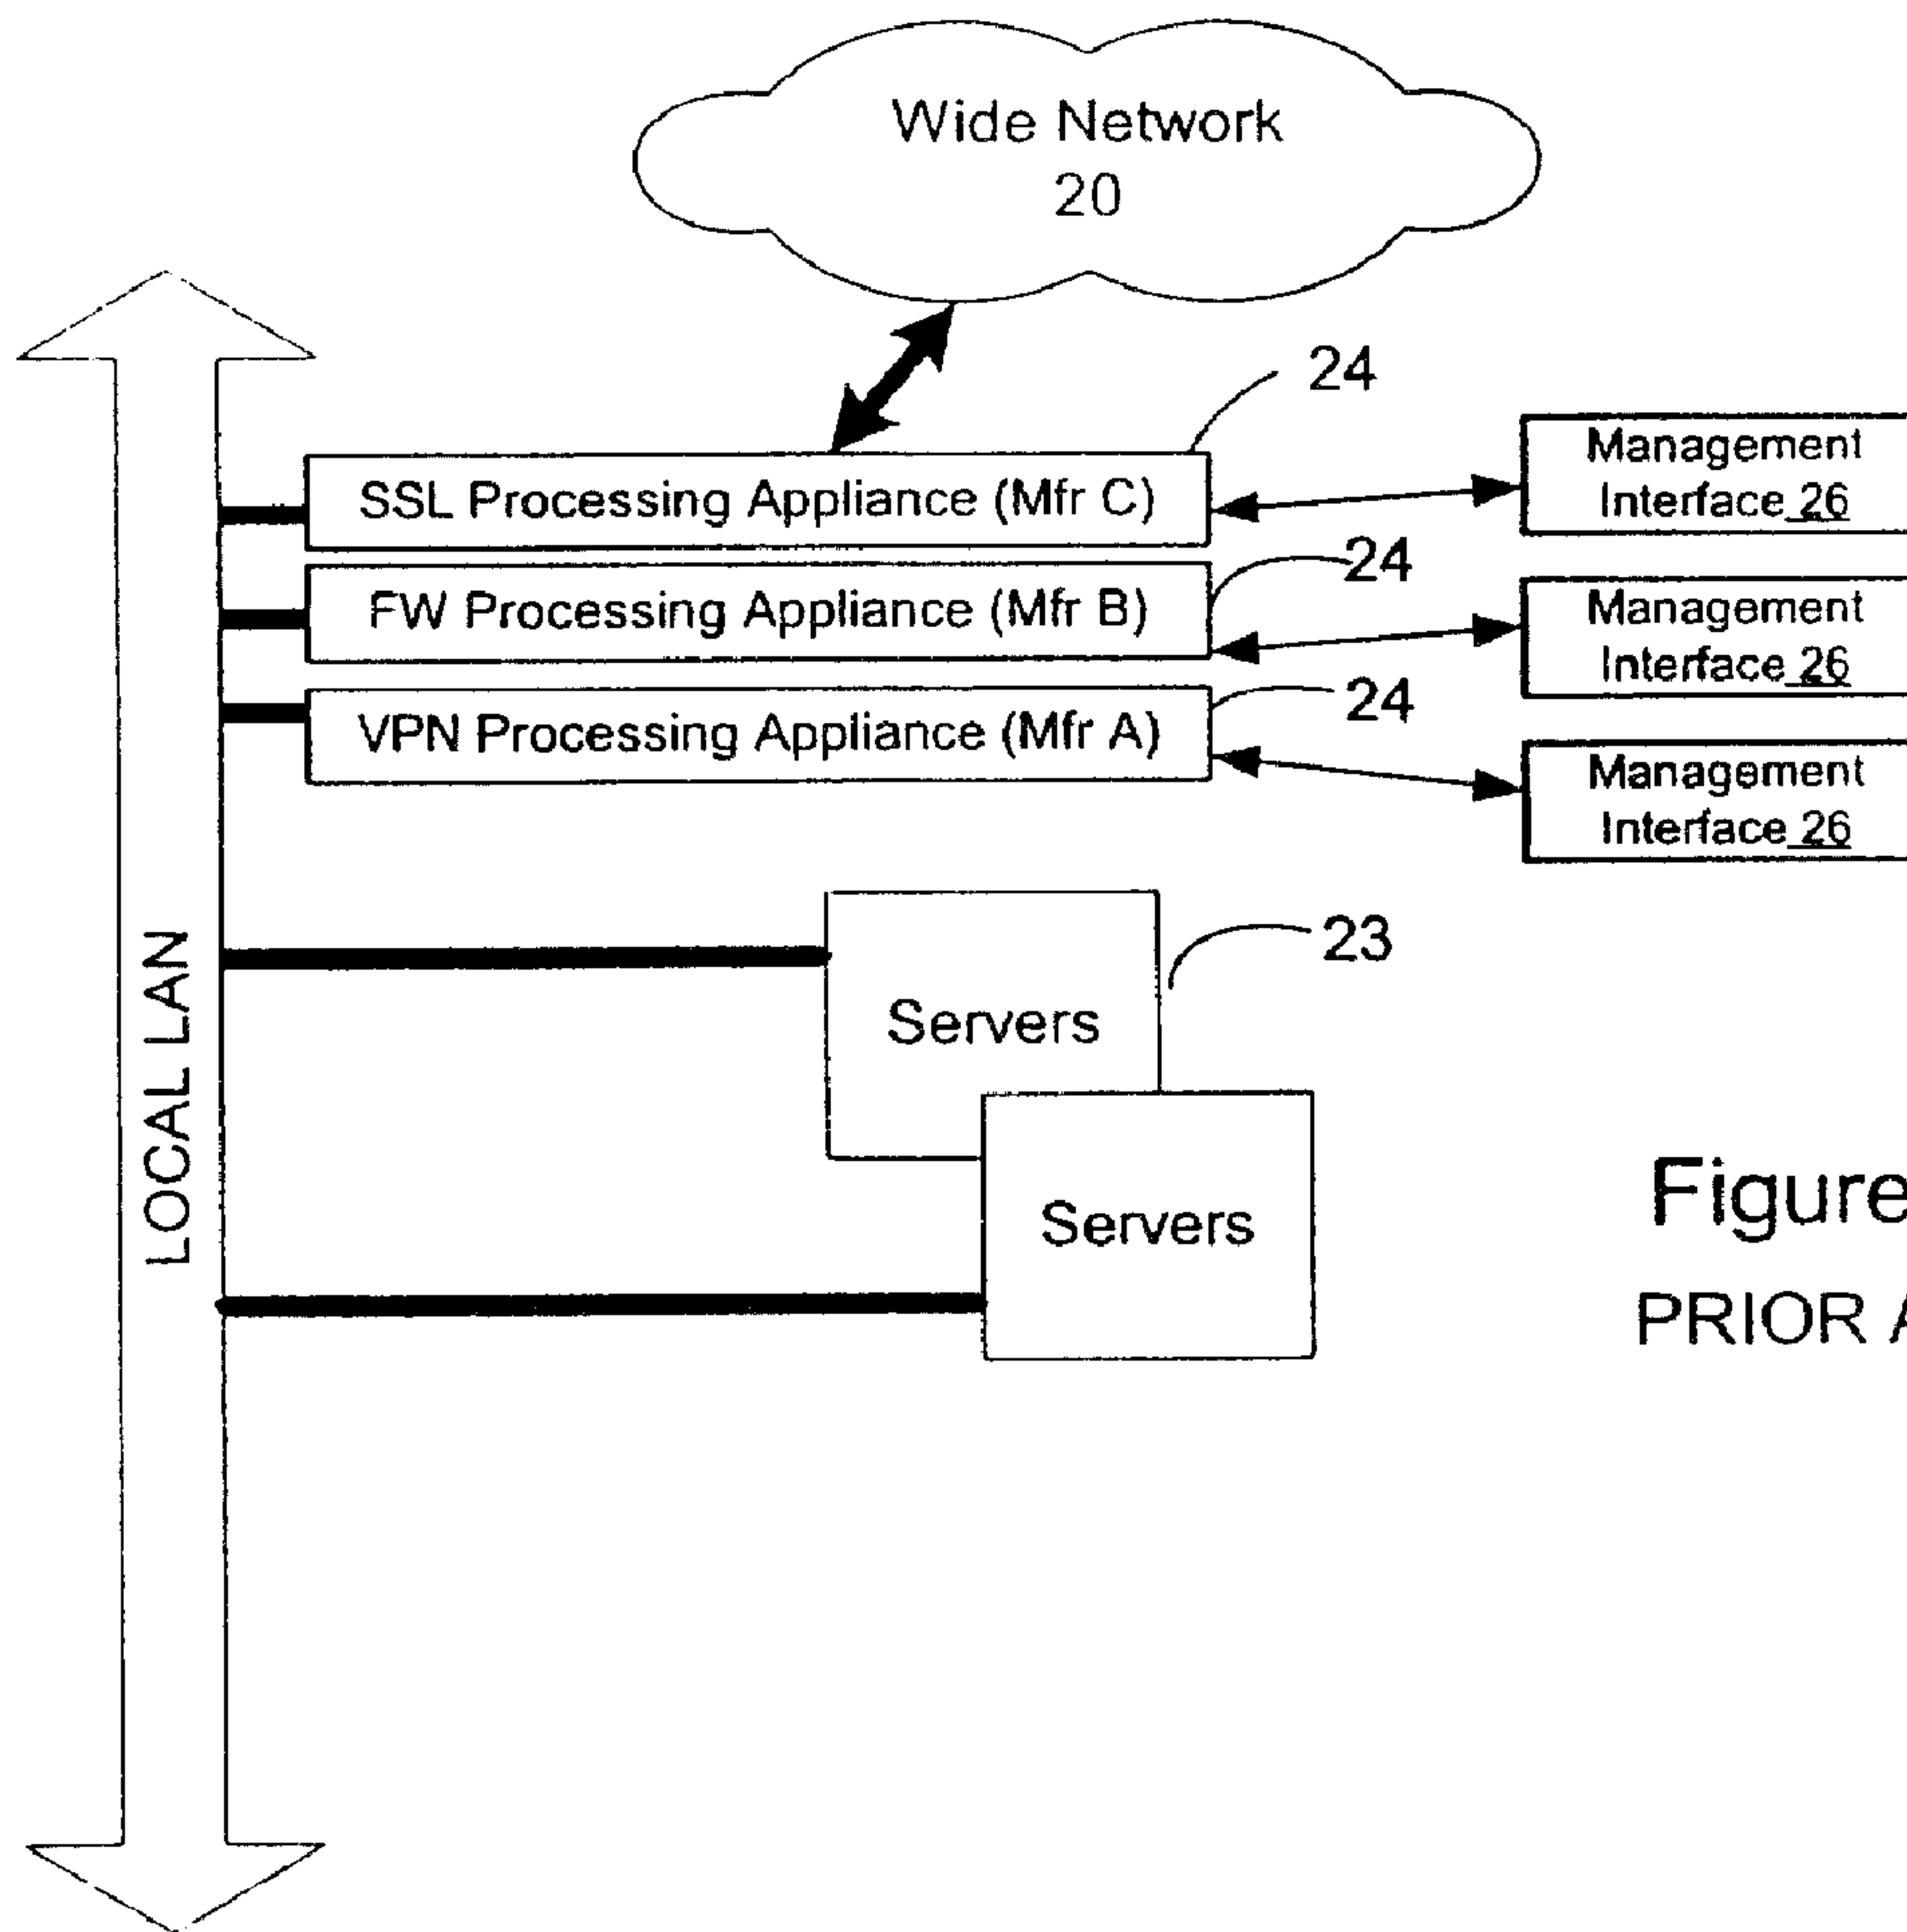 Wide Network
20
24
SSL Processing Appliance (Mfr C)
Management
Interface 26
24
FW Processing Appliance (Mfr B)
Management
Interface 26
24
VPN Processing Appliance (Mfr A)
Management
Interface 26
LOCAL LAN
23
Servers
Servers
Figure
PRIOR A